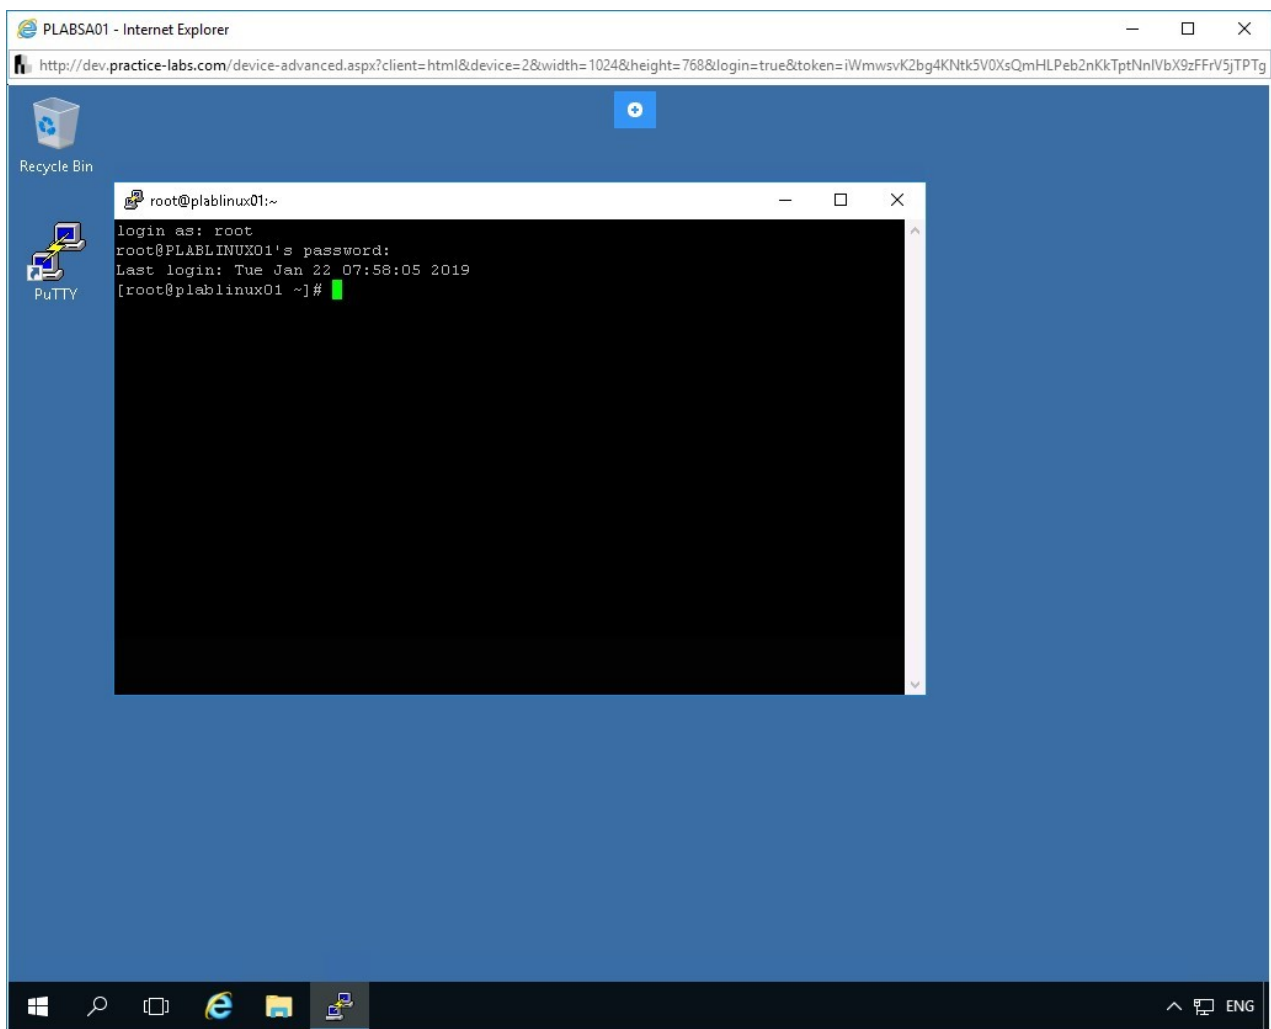 PLABSA01 - Internet Explorer
http://dev.practice-labs.com/device-advanced.aspx?client=html&device=2&width=1024&height=768&login=true&token=iWmwsvK2bg4KNtk5V0XsQmHLPeb2nKkTptNnIVbX9zFFrV5jTPTg
Recycle Bin
root@plablinux01:~
login as: root
root@PLABLINUX01's password:
Last login: Tue Jan 22 07:58:05 2019
[root@plablinux01 ~]#
PuTTY
ENG